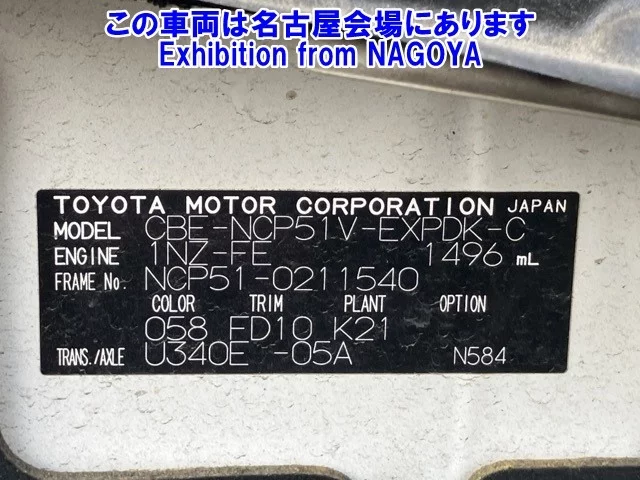 この車両は名古屋会場にあります
Exhibition from NAGOYA
TOYOTA MOTOR CORPORATION JAPAN
MODEL CBE-NCP51V-EXPDK-C
ENGINE 1NZ-FE 1496 mL
FRAME No. NCP51-0211540
COLOR TRIM PLANT OPTION
058 FD10 K21
TRANS./AXLE U340E -05A N584